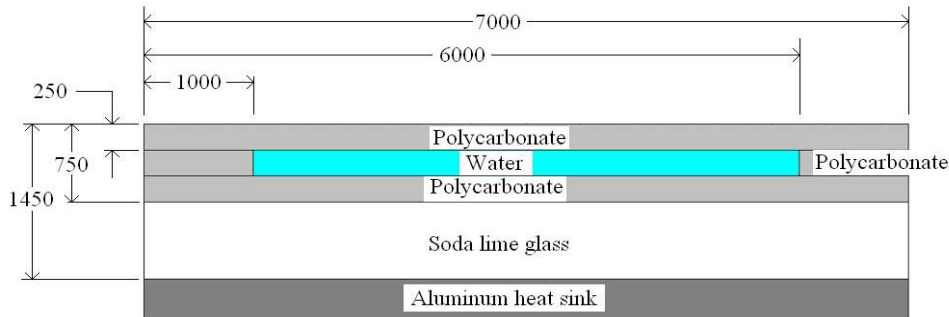 7000
6000
1000
250
Polycarbonate
750
Water
Polycarbonate
Polycarbonate
1450
Soda lime glass
Aluminum heat sink